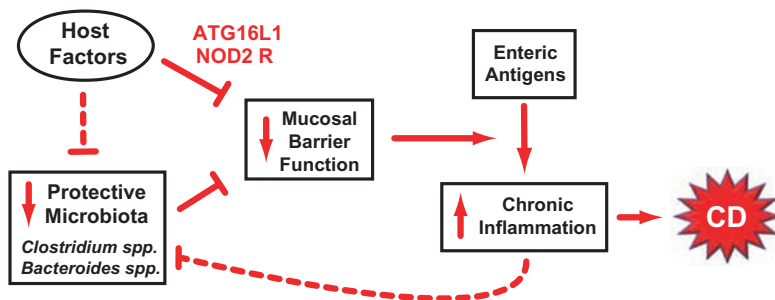 Host
Factors
ATG16L1
NOD2 R
Enteric
Antigens
Mucosal
Barrier
Function
Protective
Microbiota
Clostridium spp.
Bacteroides spp.
Chronic
Inflammation
CD